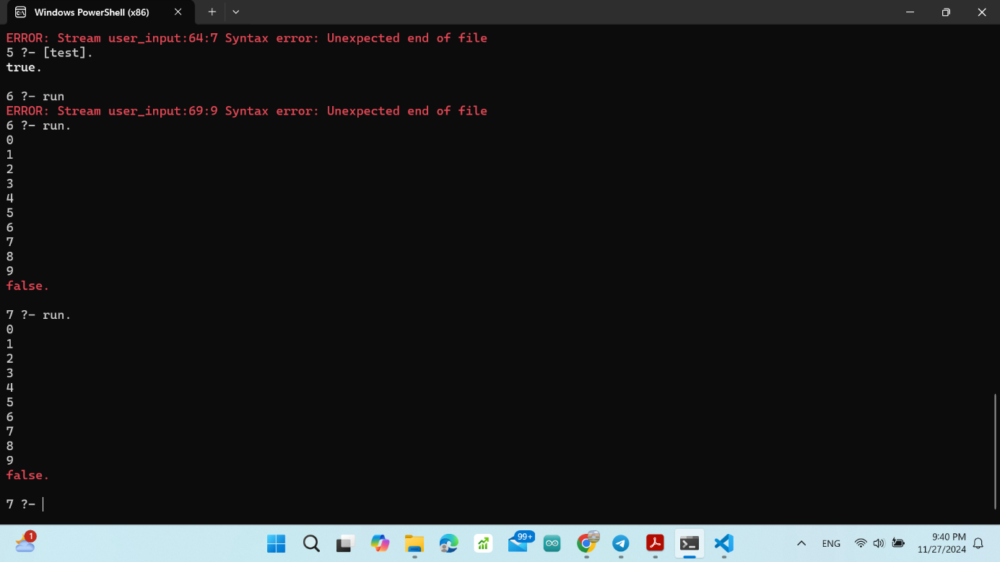 Windows PowerShell (x86)
ERROR: Stream user_input:64:7 Syntax error: Unexpected end of file
5 ?- [test].
true.
6 ?- run
ERROR: Stream user_input:69:9 Syntax error: Unexpected end of file
6 ?- run.
0
1
2
3
4
5
6
7
8
9
false.
7 ?- run.
0
1
2
3
4
5
6
7
8
9
false.
7 ?-
1
99+
ENG
9:40 PM
11/27/2024